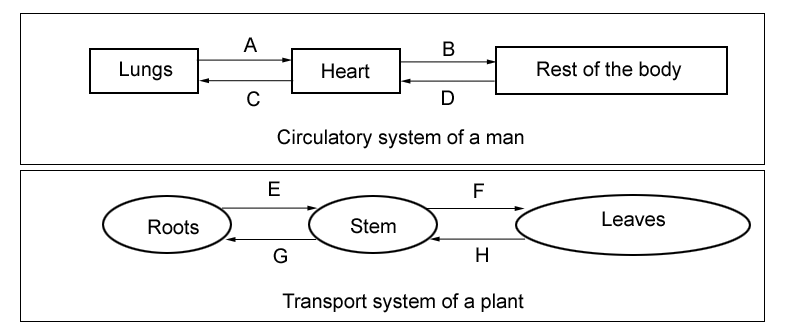 A
B
Lungs
Heart
Rest of the body
C
D
Circulatory system of a man
E
F
Roots
Stem
Leaves
G
H
Transport system of a plant